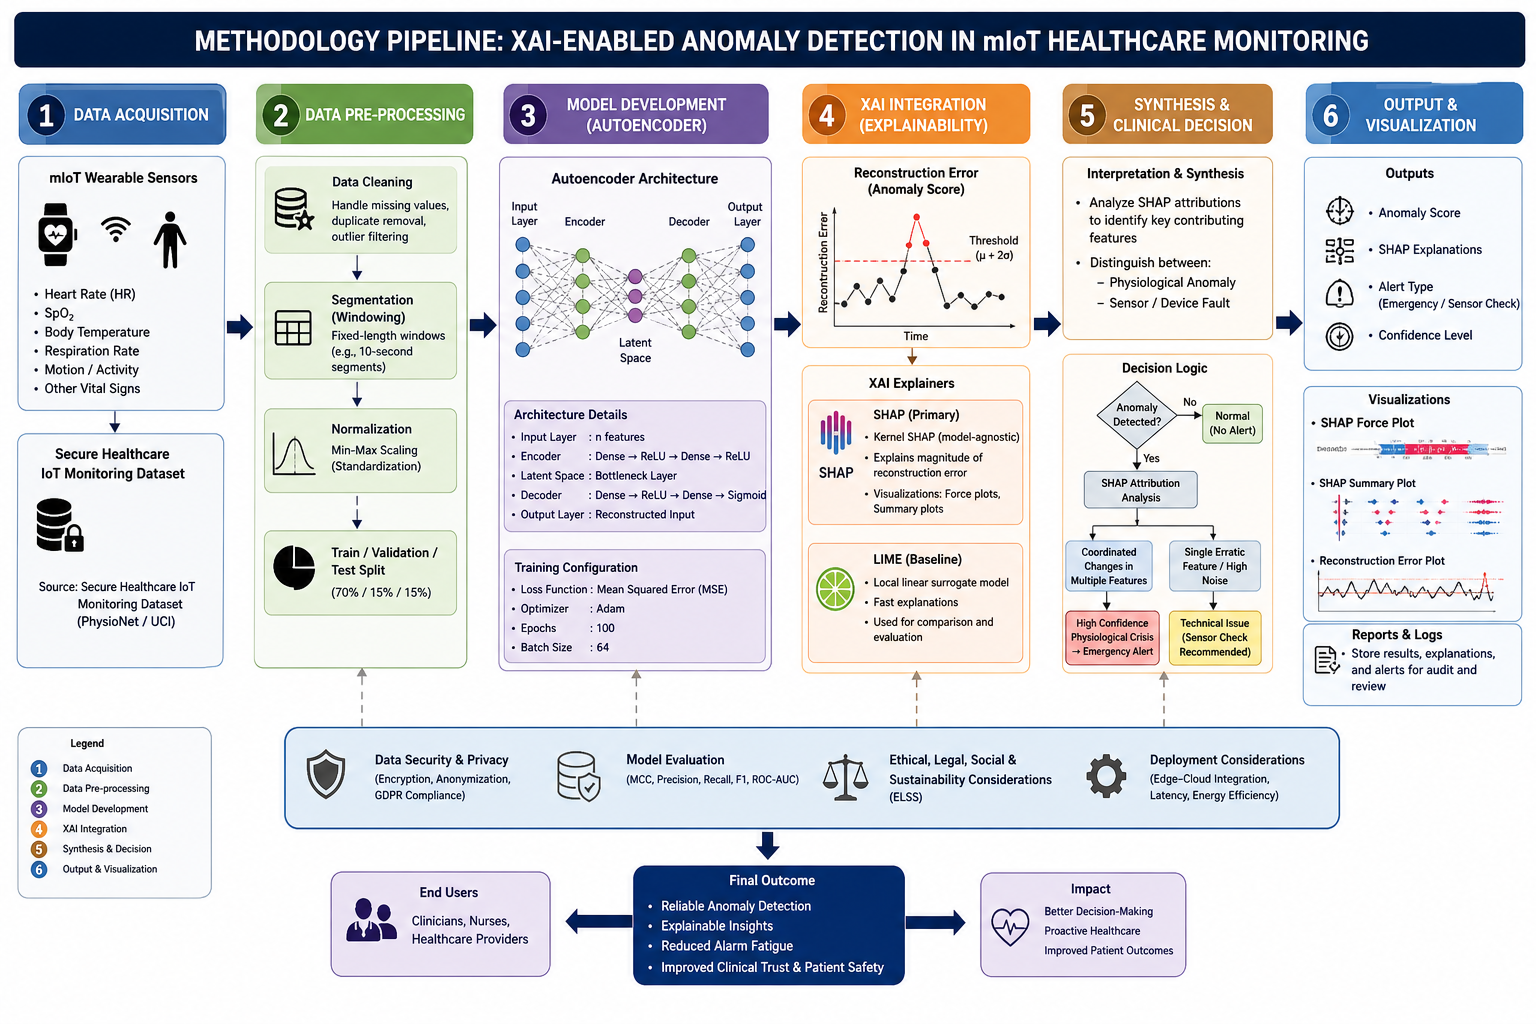 METHODOLOGY PIPELINE: XAI-ENABLED ANOMALY DETECTION IN mIoT HEALTHCARE MONITORING
1 DATA ACQUISITION
mIoT Wearable Sensors
• Heart Rate (HR)
• SpO₂
• Body Temperature
• Respiration Rate
• Motion / Activity
• Other Vital Signs
Secure Healthcare
IoT Monitoring Dataset
Source: Secure Healthcare IoT
Monitoring Dataset
(PhysioNet / UCI)
2 DATA PRE-PROCESSING
Data Cleaning
Handle missing values,
duplicate removal,
outlier filtering
Segmentation
(Windowing)
Fixed-length windows
(e.g., 10-second
segments)
Normalization
Min-Max Scaling
(Standardization)
Train / Validation /
Test Split
(70% / 15% / 15%)
3 MODEL DEVELOPMENT
(AUTOENCODER)
Autoencoder Architecture
Input
Layer
Encoder
Decoder
Output
Layer
Latent
Space
Architecture Details
• Input Layer : n features
• Encoder : Dense → ReLU → Dense → ReLU
• Latent Space : Bottleneck Layer
• Decoder : Dense → ReLU → Dense → Sigmoid
• Output Layer : Reconstructed Input
Training Configuration
• Loss Function : Mean Squared Error (MSE)
• Optimizer : Adam
• Epochs : 100
• Batch Size : 64
4 XAI INTEGRATION
(EXPLAINABILITY)
Reconstruction Error
(Anomaly Score)
Reconstruction Error
Threshold
(μ + 2σ)
Time
XAI Explainers
SHAP
SHAP (Primary)
• Kernel SHAP (model-agnostic)
• Explains magnitude of
reconstruction error
• Visualizations: Force plots,
Summary plots
LIME (Baseline)
• Local linear surrogate model
• Fast explanations
• Used for comparison and
evaluation
5 SYNTHESIS &
CLINICAL DECISION
Interpretation & Synthesis
• Analyze SHAP attributions
to identify key contributing
features
• Distinguish between:
– Physiological Anomaly
– Sensor / Device Fault
Decision Logic
Anomaly
Detected?
No
Normal
(No Alert)
Yes
SHAP Attribution
Analysis
Coordinated
Changes in
Multiple Features
Single Erratic
Feature / High
Noise
High Confidence
Physiological Crisis
→ Emergency Alert
Technical Issue
(Sensor Check
Recommended)
6 OUTPUT &
VISUALIZATION
Outputs
• Anomaly Score
• SHAP Explanations
• Alert Type
(Emergency / Sensor Check)
• Confidence Level
Visualizations
• SHAP Force Plot
• SHAP Summary Plot
• Reconstruction Error Plot
Reports & Logs
• Store results, explanations,
and alerts for audit and
review
Legend
1 Data Acquisition
2 Data Pre-processing
3 Model Development
4 XAI Integration
5 Synthesis & Decision
6 Output & Visualization
Data Security & Privacy
(Encryption, Anonymization,
GDPR Compliance)
Model Evaluation
(MCC, Precision, Recall, F1, ROC-AUC)
Ethical, Legal, Social &
Sustainability Considerations
(ELSS)
Deployment Considerations
(Edge–Cloud Integration,
Latency, Energy Efficiency)
End Users
Clinicians, Nurses,
Healthcare Providers
Final Outcome
• Reliable Anomaly Detection
• Explainable Insights
• Reduced Alarm Fatigue
• Improved Clinical Trust & Patient Safety
Impact
Better Decision-Making
Proactive Healthcare
Improved Patient Outcomes